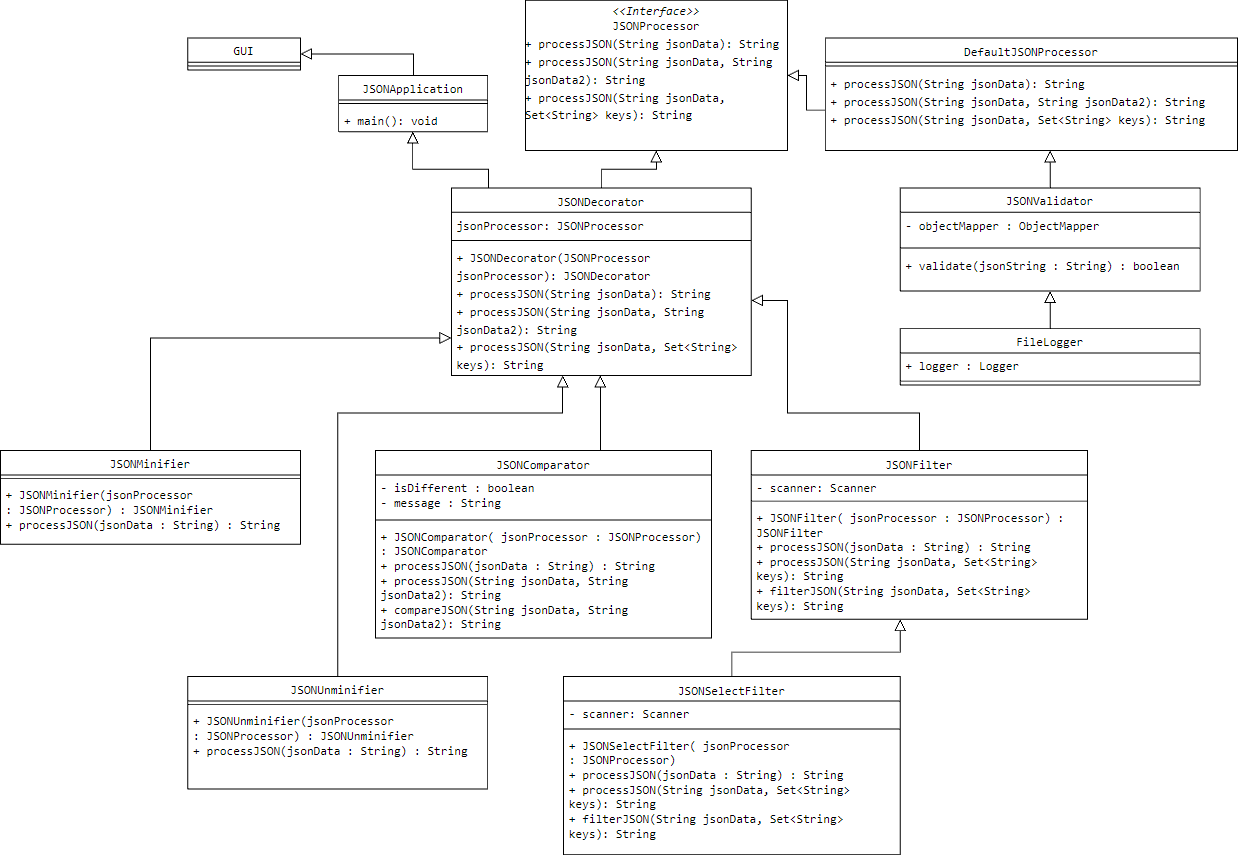 <<Interface>>
JSONProcessor
+ processJSON(String jsonData): String
+ processJSON(String jsonData, String
jsonData2): String
+ processJSON(String jsonData,
Set<String> keys): String
GUI
JSONApplication
+ main(): void
DefaultJSONProcessor
+ processJSON(String jsonData): String
+ processJSON(String jsonData, String jsonData2): String
+ processJSON(String jsonData, Set<String> keys): String
JSONDecorator
jsonProcessor: JSONProcessor
+ JSONDecorator(JSONProcessor
jsonProcessor): JSONDecorator
+ processJSON(String jsonData): String
+ processJSON(String jsonData, String
jsonData2): String
+ processJSON(String jsonData, Set<String>
keys): String
JSONValidator
- objectMapper : ObjectMapper
+ validate(jsonString : String) : boolean
FileLogger
+ logger : Logger
JSONMinifier
+ JSONMinifier(jsonProcessor
: JSONProcessor) : JSONMinifier
+ processJSON(jsonData : String) : String
JSONComparator
- isDifferent : boolean
- message : String
+ JSONComparator( jsonProcessor : JSONProcessor)
: JSONComparator
+ processJSON(jsonData : String) : String
+ processJSON(String jsonData, String
jsonData2): String
+ compareJSON(String jsonData, String
jsonData2): String
JSONFilter
- scanner: Scanner
+ JSONFilter( jsonProcessor : JSONProcessor) :
JSONFilter
+ processJSON(jsonData : String) : String
+ processJSON(String jsonData, Set<String>
keys): String
+ filterJSON(String jsonData, Set<String>
keys): String
JSONUnminifier
+ JSONUnminifier(jsonProcessor
: JSONProcessor) : JSONUnminifier
+ processJSON(jsonData : String) : String
JSONSelectFilter
- scanner: Scanner
+ JSONSelectFilter( jsonProcessor
: JSONProcessor)
+ processJSON(jsonData : String) : String
+ processJSON(String jsonData, Set<String>
keys): String
+ filterJSON(String jsonData, Set<String>
keys): String